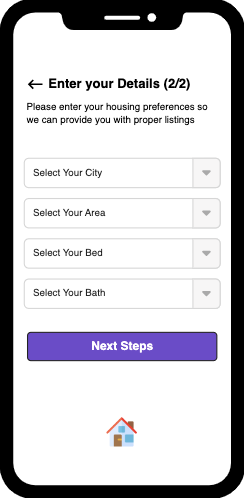 ← Enter your Details (2/2)
Please enter your housing preferences so
we can provide you with proper listings
Select Your City
Select Your Area
Select Your Bed
Select Your Bath
Next Steps